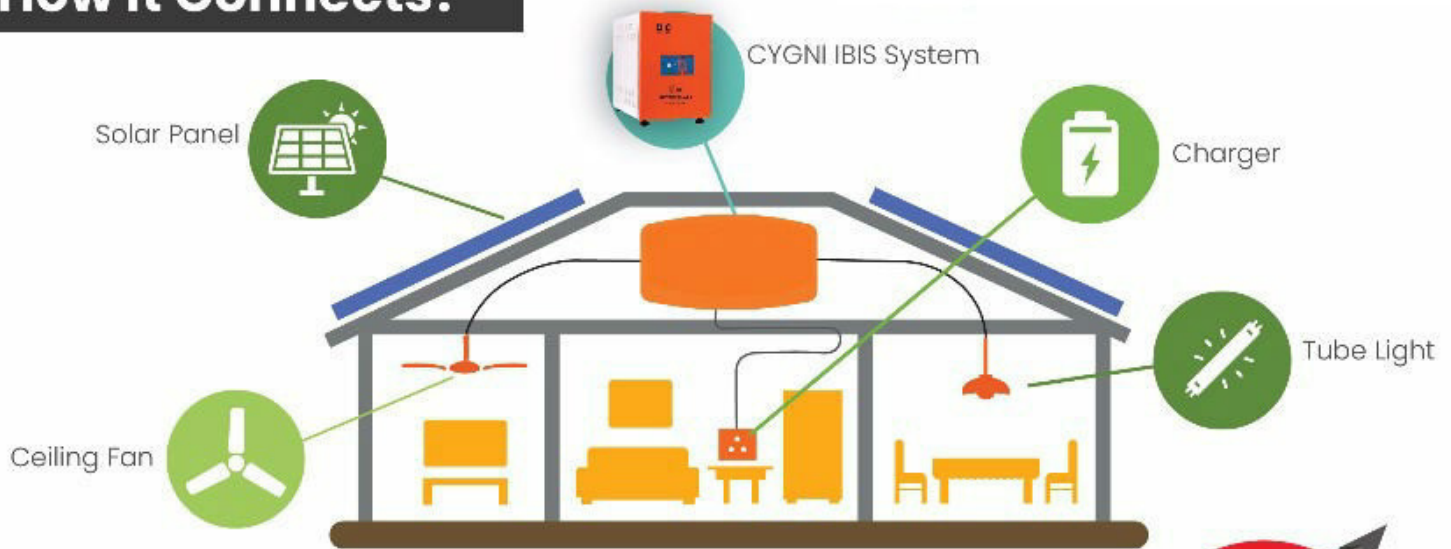 How it Connects?
CYGNI IBIS System
Solar Panel
Charger
Tube Light
Ceiling Fan